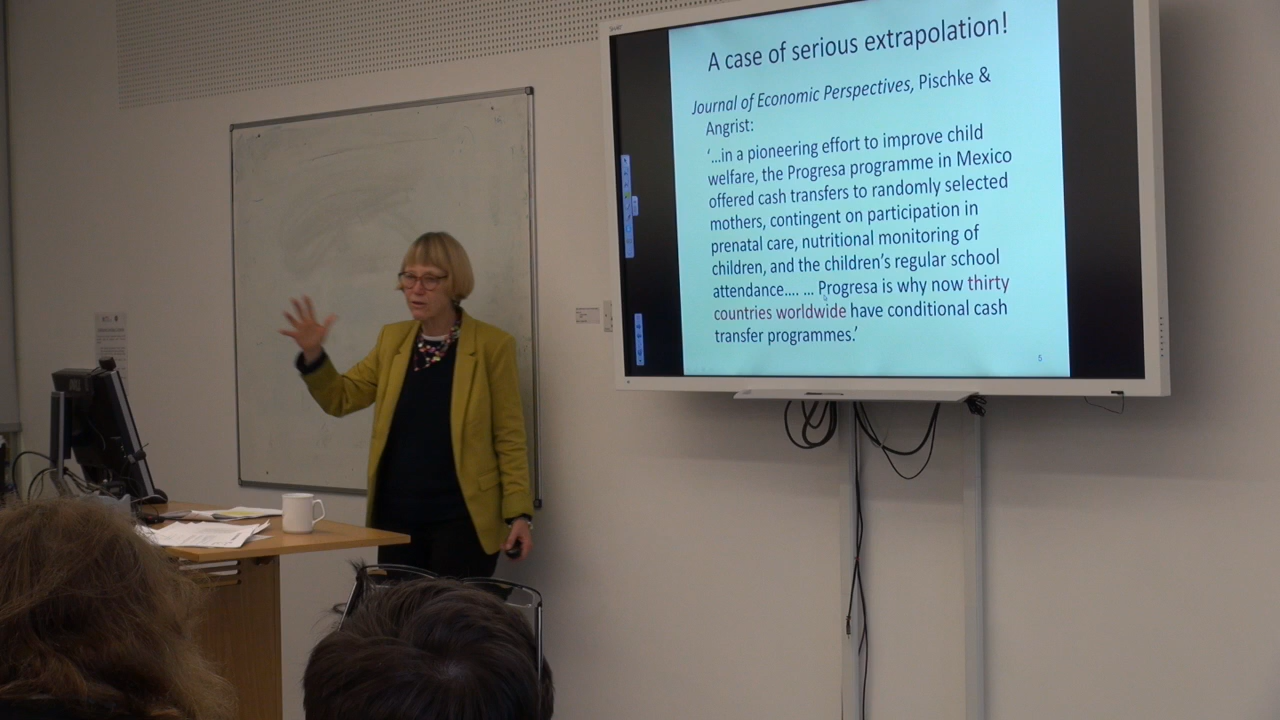 A case of serious extrapolation!
Journal of Economic Perspectives, Pischke &
Angrist:
‘...in a pioneering effort to improve child
welfare, the Progresa programme in Mexico
offered cash transfers to randomly selected
mothers, contingent on participation in
prenatal care, nutritional monitoring of
children, and the children’s regular school
attendance.... ... Progresa is why now thirty
countries worldwide have conditional cash
transfer programmes.’
5